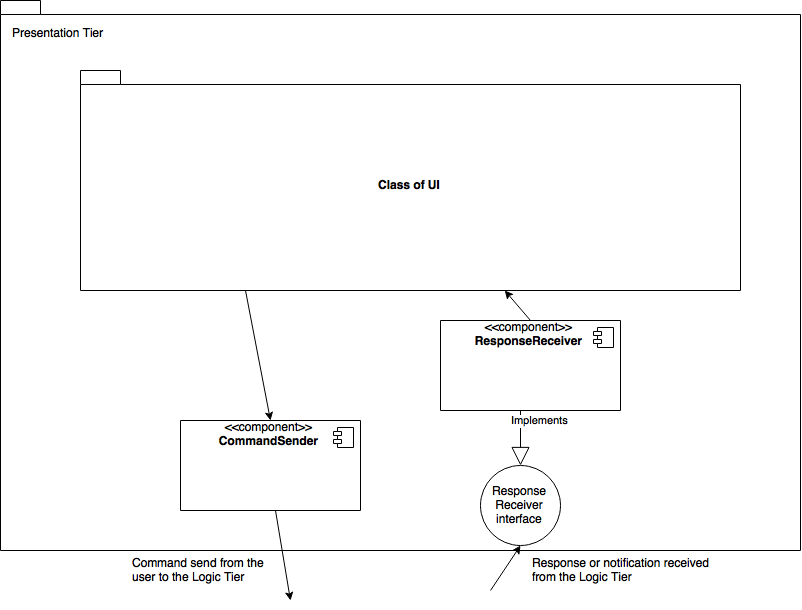 Presentation Tier
Class of UI
<<component>>
ResponseReceiver
Implements
<<component>>
CommandSender
Response
Receiver
interface
Command send from the
user to the Logic Tier
Response or notification received
from the Logic Tier